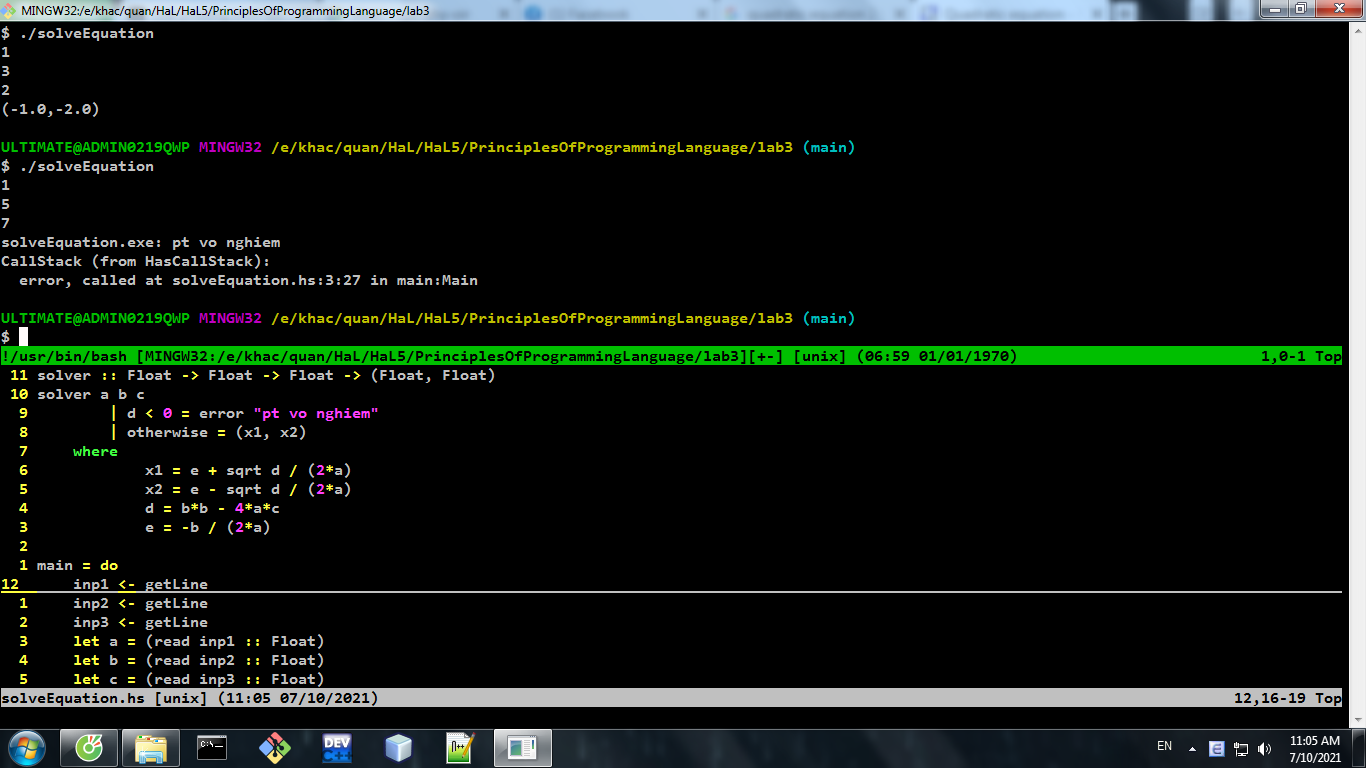 MINGW32:/e/khac/quan/HaL/HaL5/PrinciplesOfProgrammingLanguage/lab3
$ ./solveEquation
1
3
2
(-1.0,-2.0)
ULTIMATE@ADMIN0219QWP MINGW32 /e/khac/quan/HaL/HaL5/PrinciplesOfProgrammingLanguage/lab3 (main)
$ ./solveEquation
1
5
7
solveEquation.exe: pt vo nghiem
CallStack (from HasCallStack):
  error, called at solveEquation.hs:3:27 in main:Main
ULTIMATE@ADMIN0219QWP MINGW32 /e/khac/quan/HaL/HaL5/PrinciplesOfProgrammingLanguage/lab3 (main)
$
!/usr/bin/bash [MINGW32:/e/khac/quan/HaL/HaL5/PrinciplesOfProgrammingLanguage/lab3][+-] [unix] (06:59 01/01/1970) 1,0-1 Top
 11 solver :: Float -> Float -> Float -> (Float, Float)
 10 solver a b c
  9         | d < 0 = error "pt vo nghiem"
  8         | otherwise = (x1, x2)
  7     where
  6             x1 = e + sqrt d / (2*a)
  5             x2 = e - sqrt d / (2*a)
  4             d = b*b - 4*a*c
  3             e = -b / (2*a)
  2
  1 main = do
12      inp1 <- getLine
  1     inp2 <- getLine
  2     inp3 <- getLine
  3     let a = (read inp1 :: Float)
  4     let b = (read inp2 :: Float)
  5     let c = (read inp3 :: Float)
solveEquation.hs [unix] (11:05 07/10/2021) 12,16-19 Top
C:\_
DEV
C++
EN
11:05 AM
7/10/2021